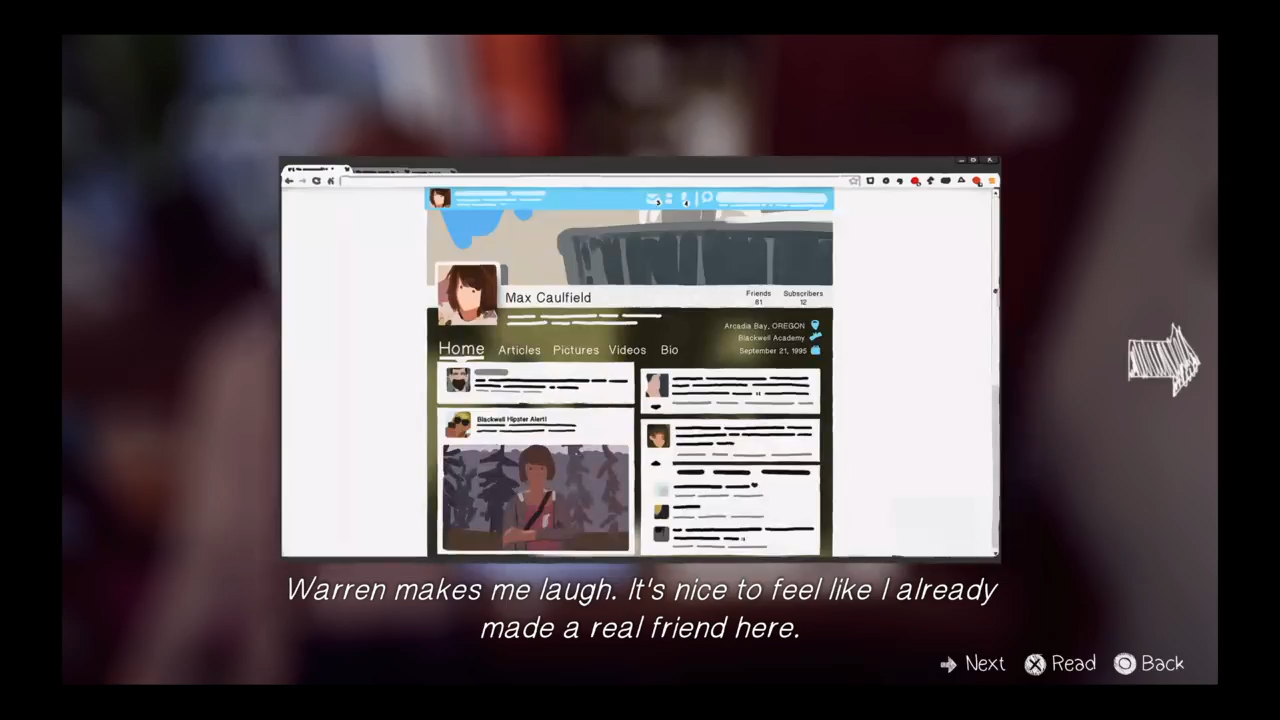 Max Caulfield
Friends
61
Subscribers
12
Arcadia Bay, OREGON
Blackwell Academy
September 21, 1995
Home Articles Pictures Videos Bio
Blackwell Hipster Alert!
Warren makes me laugh. It's nice to feel like I already
made a real friend here.
Next Read Back